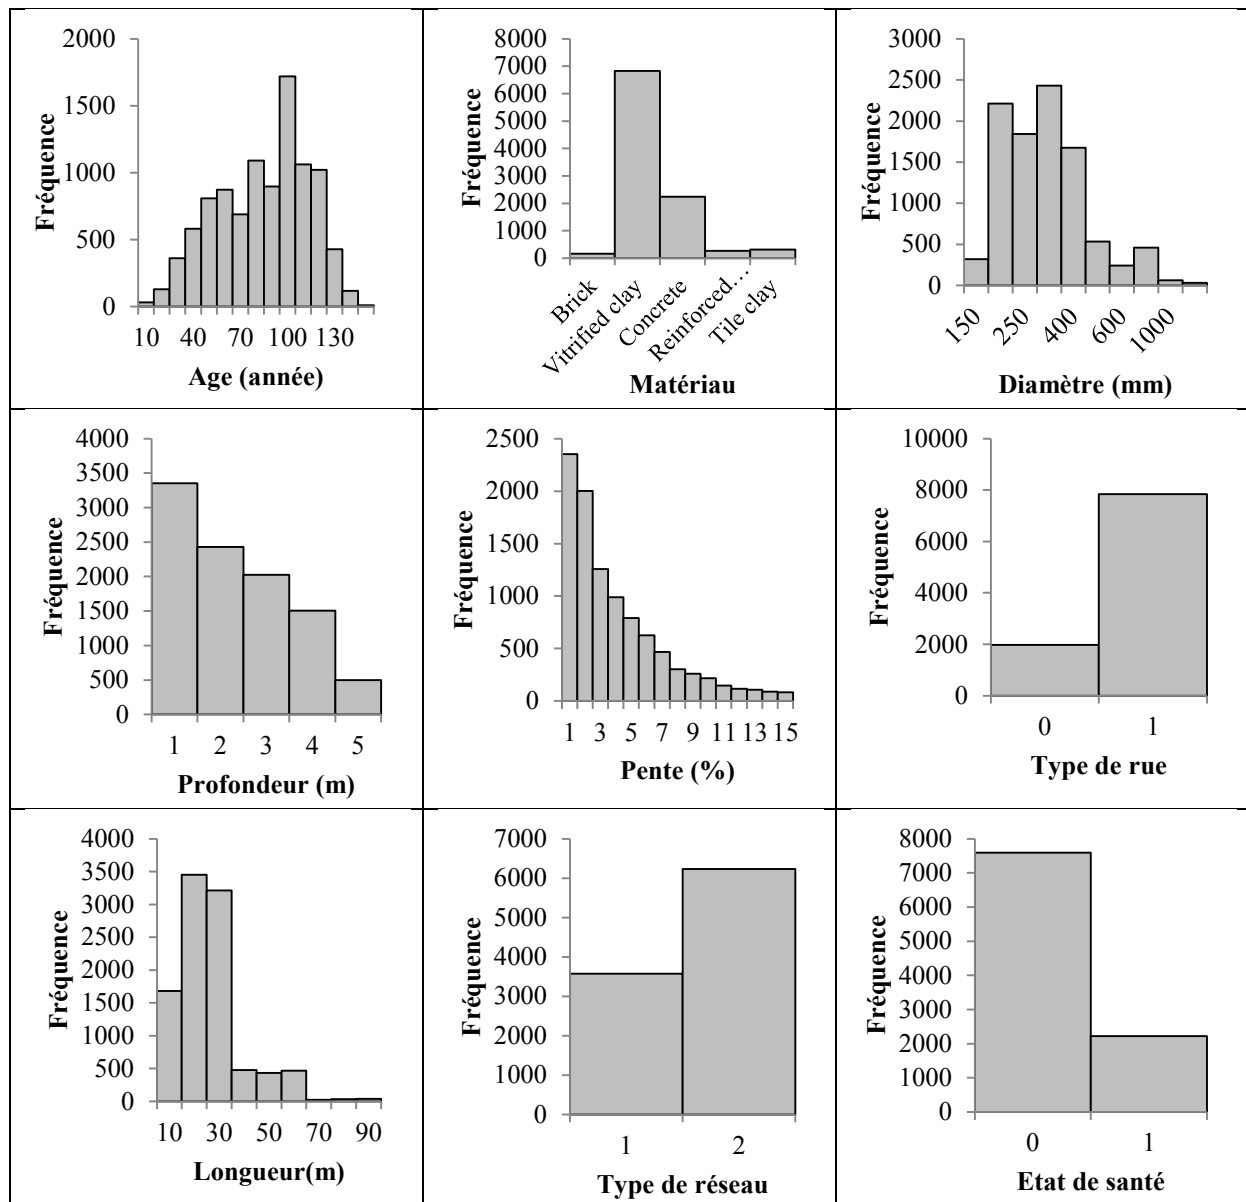 2000
1500
1000
500
0
Fréquence
10 40 70 100 130
Age (année)
8000
7000
6000
5000
4000
3000
2000
1000
0
Fréquence
Brick
Vitrified clay
Concrete
Reinforced…
Tile clay
Matériau
3000
2500
2000
1500
1000
500
0
Fréquence
150 250 400 600 1000
Diamètre (mm)
4000
3500
3000
2500
2000
1500
1000
500
0
Fréquence
1 2 3 4 5
Profondeur (m)
2500
2000
1500
1000
500
0
Fréquence
1 3 5 7 9 11 13 15
Pente (%)
10000
8000
6000
4000
2000
0
Fréquence
0 1
Type de rue
4000
3500
3000
2500
2000
1500
1000
500
0
Fréquence
10 30 50 70 90
Longueur(m)
7000
6000
5000
4000
3000
2000
1000
0
Fréquence
1 2
Type de réseau
8000
7000
6000
5000
4000
3000
2000
1000
0
Fréquence
0 1
Etat de santé